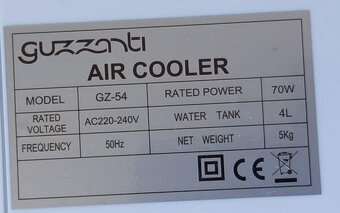 guzzanti
AIR COOLER
MODEL GZ-54 RATED POWER 70W
RATED VOLTAGE AC220-240V WATER TANK 4L
FREQUENCY 50Hz NET WEIGHT 5Kg
CE